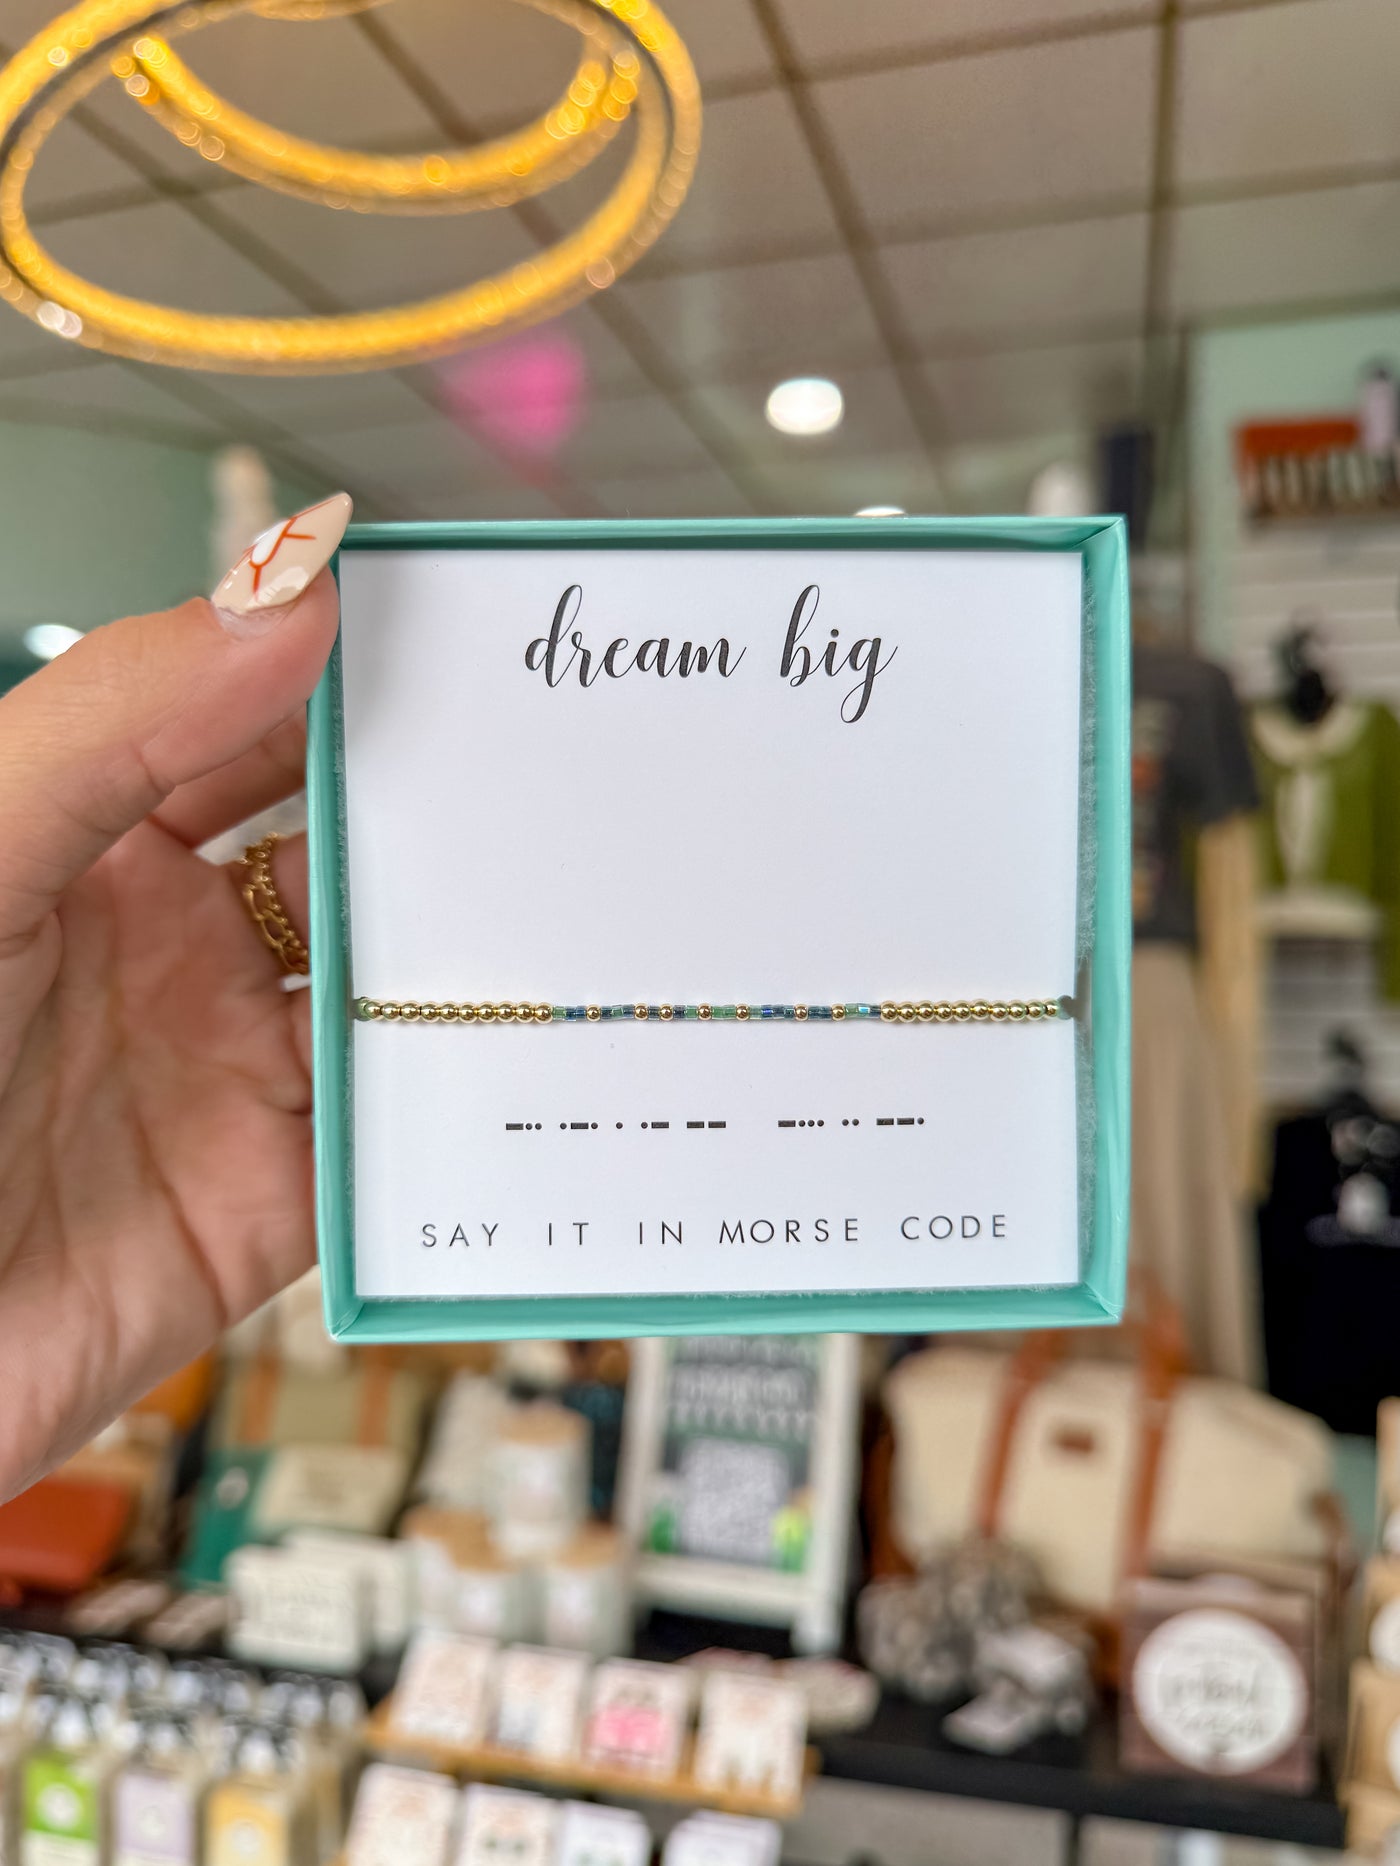 dream big
-·· ·-· · ·- -- -··· ·· --·
SAY IT IN MORSE CODE